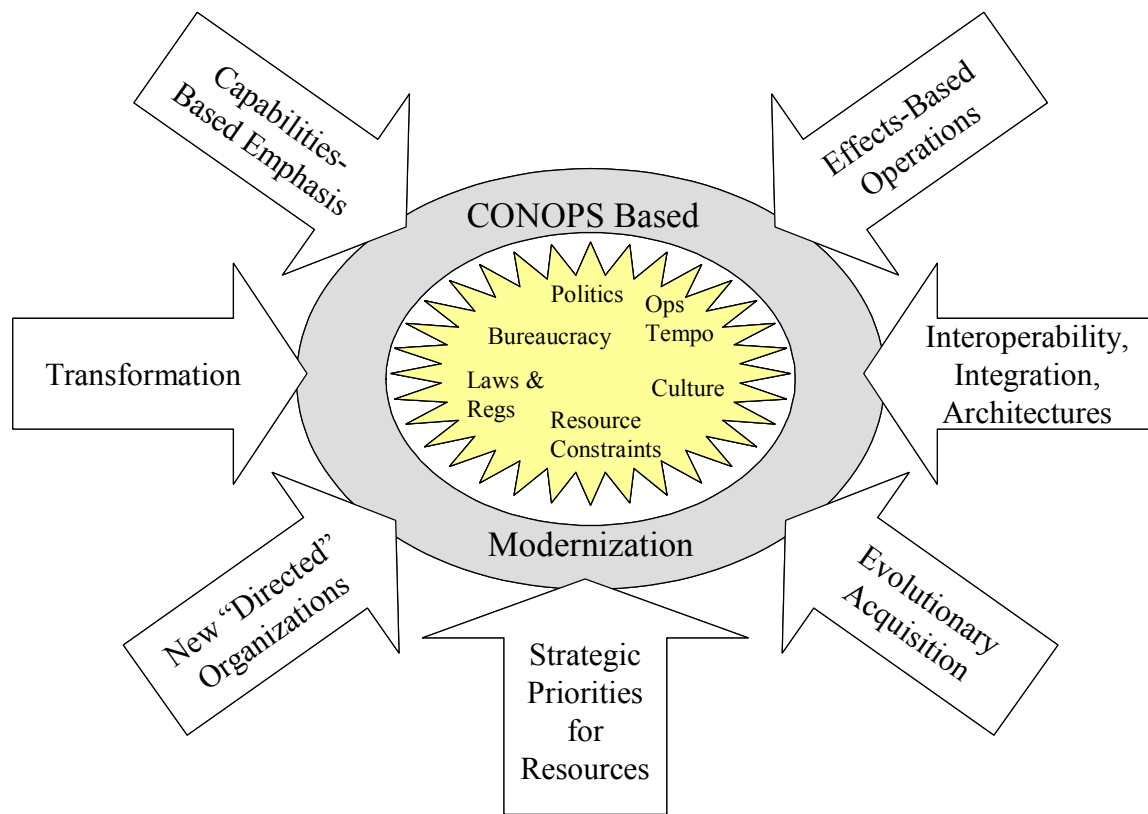 Capabilities-
Based Emphasis
Effects-Based
Operations
CONOPS Based
Politics
Ops
Tempo
Bureaucracy
Laws &
Regs
Culture
Resource
Constraints
Transformation
Interoperability,
Integration,
Architectures
Modernization
New “Directed”
Organizations
Strategic
Priorities
for
Resources
Evolutionary
Acquisition